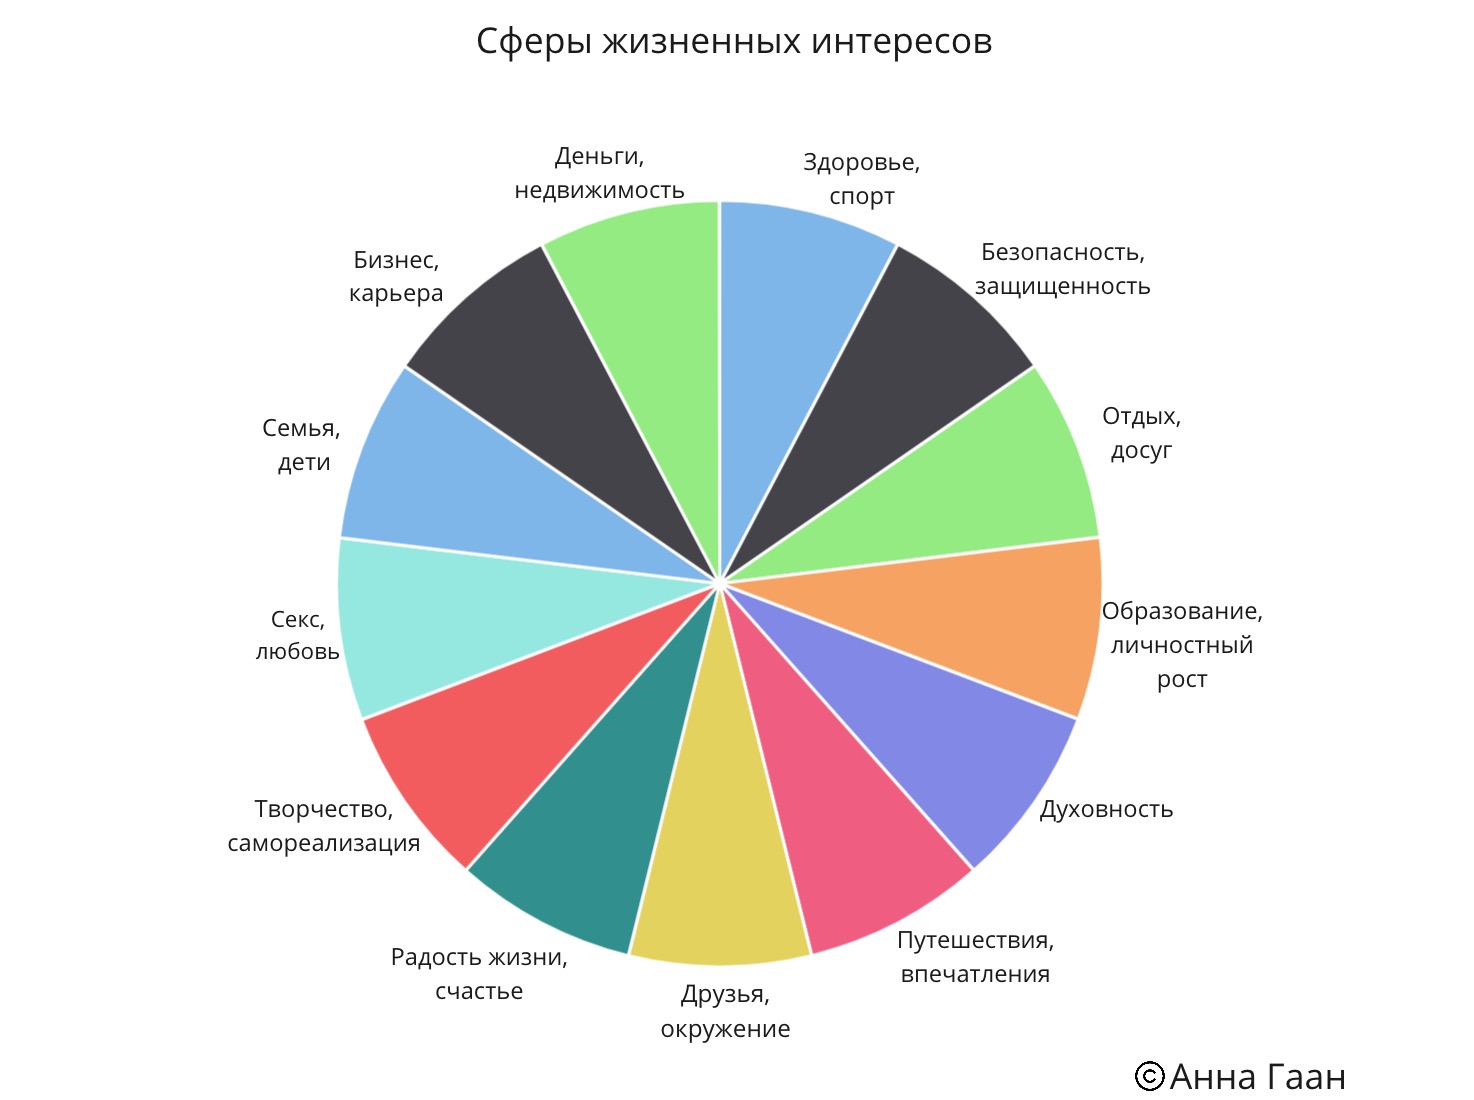 Сферы жизненных интересов
Деньги,
недвижимость
Здоровье,
спорт
Безопасность,
защищенность
Бизнес,
карьера
Отдых,
досуг
Семья,
дети
Образование,
личностный
рост
Секс,
любовь
Духовность
Творчество,
самореализация
Путешествия,
впечатления
Радость жизни,
счастье
Друзья,
окружение
©Анна Гаан